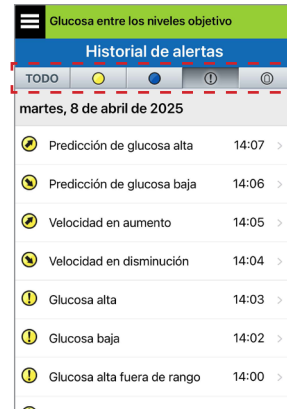 Glucosa entre los niveles objetivo
Historial de alertas
TODO
martes, 8 de abril de 2025
Predicción de glucosa alta 14:07
Predicción de glucosa baja 14:06
Velocidad en aumento 14:05
Velocidad en disminución 14:04
Glucosa alta 14:03
Glucosa baja 14:02
Glucosa alta fuera de rango 14:00